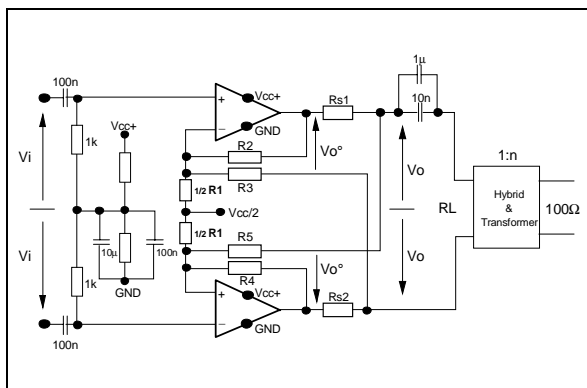 100n
Vcc+
1k
Vi
Vi
10µ
100n
GND
1k
100n
+
Vcc+
_
GND
Rs1
R2
R3
Vo°
1/2 R1
Vcc/2
1/2 R1
R5
R4
Vo°
+
Vcc+
_
GND
Rs2
1µ
10n
Vo
Vo
RL
1:n
Hybrid
&
Transformer
100Ω